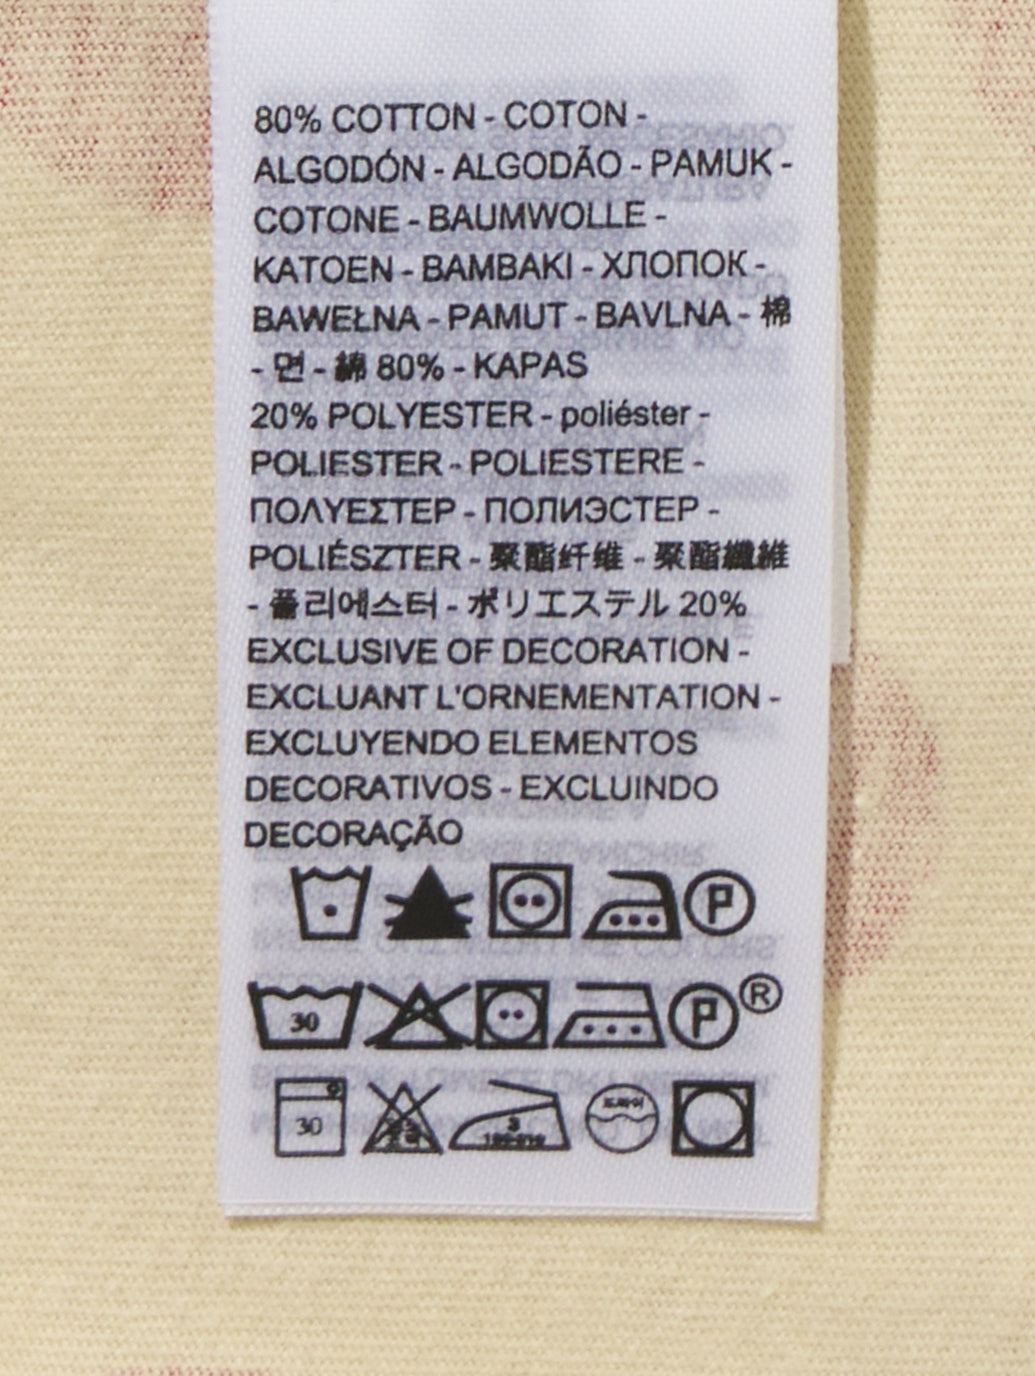 80% COTTON - COTON -
ALGODÓN - ALGODÃO - PAMUK -
COTONE - BAUMWOLLE -
KATOEN - BAMBAKI - ХЛОПОК -
BAWEŁNA - PAMUT - BAVLNA - 棉
- 면 - 綿 80% - KAPAS
20% POLYESTER - poliéster -
POLIESTER - POLIESTERE -
ΠΟΛΥΕΣΤΕΡ - ПОЛИЭСТЕР -
POLIÉSZTER - 聚酯纤维 - 聚酯纖維
- 폴리에스터 - ポリエステル 20%
EXCLUSIVE OF DECORATION -
EXCLUANT L'ORNEMENTATION -
EXCLUYENDO ELEMENTOS
DECORATIVOS - EXCLUINDO
DECORAÇÃO
P
30 P ®
30 드라이